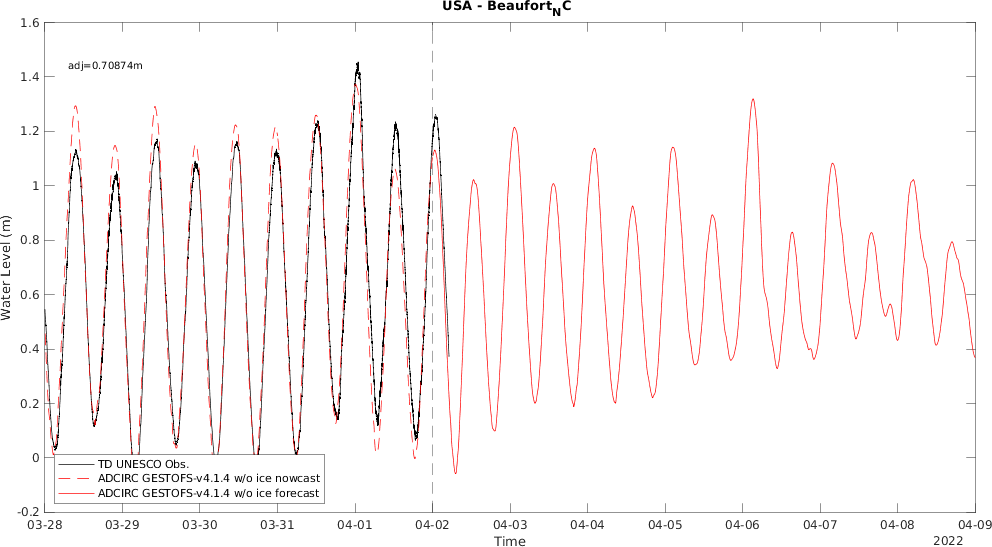 USA - Beaufort_NC
adj=0.70874m
1.6
1.4
1.2
1
0.8
0.6
0.4
0.2
0
-0.2
Water Level (m)
TD UNESCO Obs.
ADCIRC GESTOFS-v4.1.4 w/o ice nowcast
ADCIRC GESTOFS-v4.1.4 w/o ice forecast
03-28 03-29 03-30 03-31 04-01 04-02 04-03 04-04 04-05 04-06 04-07 04-08 04-09
Time
2022